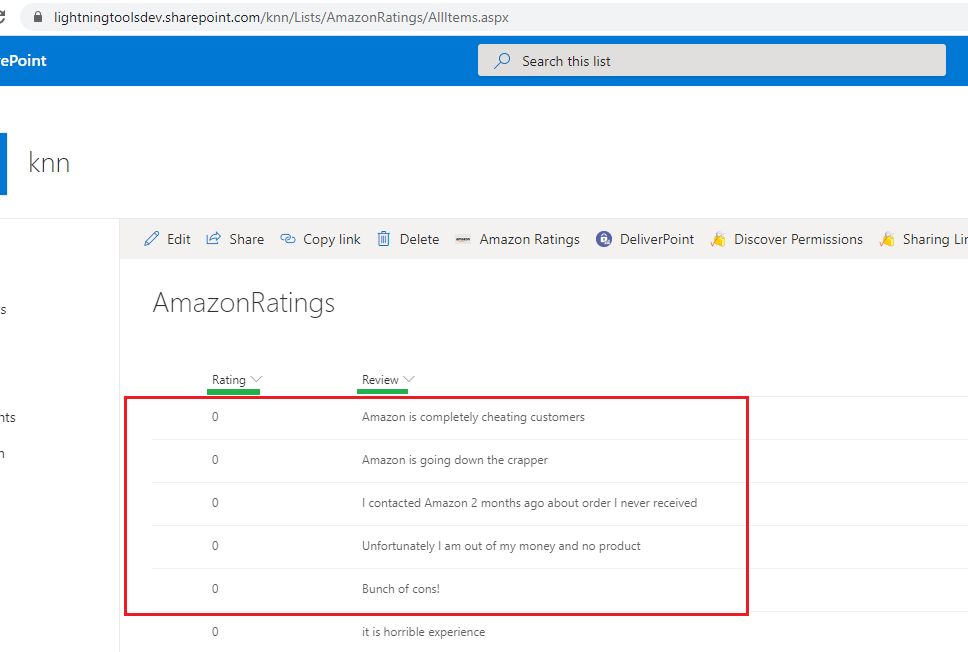 lightningtoolsdev.sharepoint.com/knn/Lists/AmazonRatings/AllItems.aspx
ePoint
Search this list
knn
Edit Share Copy link Delete Amazon Ratings DeliverPoint Discover Permissions Sharing Lin
AmazonRatings
s
Rating Review
0 Amazon is completely cheating customers
nts
n
0 Amazon is going down the crapper
0 I contacted Amazon 2 months ago about order I never received
0 Unfortunately I am out of my money and no product
0 Bunch of cons!
0 it is horrible experience